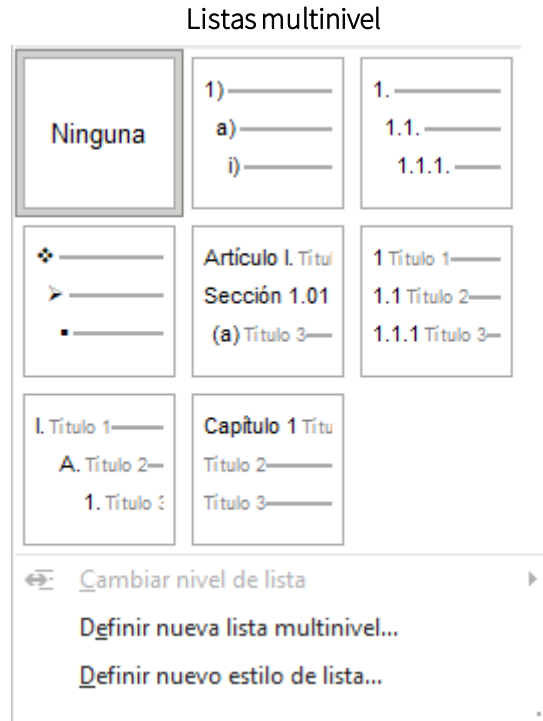 Listas multinivel
Ninguna
1)
a)
i)
1.
1.1.
1.1.1.
Artículo I. Títul
Sección 1.01
(a) Título 3
1 Título 1
1.1 Título 2
1.1.1 Título 3
I. Título 1
A. Título 2
1. Título 3
Capítulo 1 Títu
Título 2
Título 3
Cambiar nivel de lista
Definir nueva lista multinivel...
Definir nuevo estilo de lista...